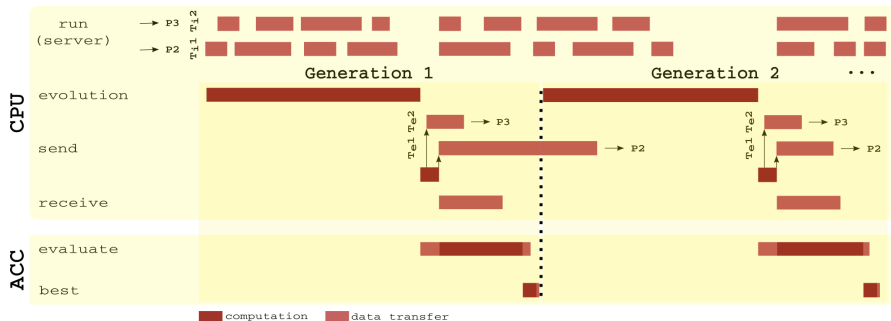 run → P3 Ti2
(server) → P2 Ti1
Generation 1 Generation 2 ...
CPU
evolution
Te2 → P3 Te2 → P3
send Te1 → P2 Te1 → P2
receive
ACC
evaluate
best
computation data transfer